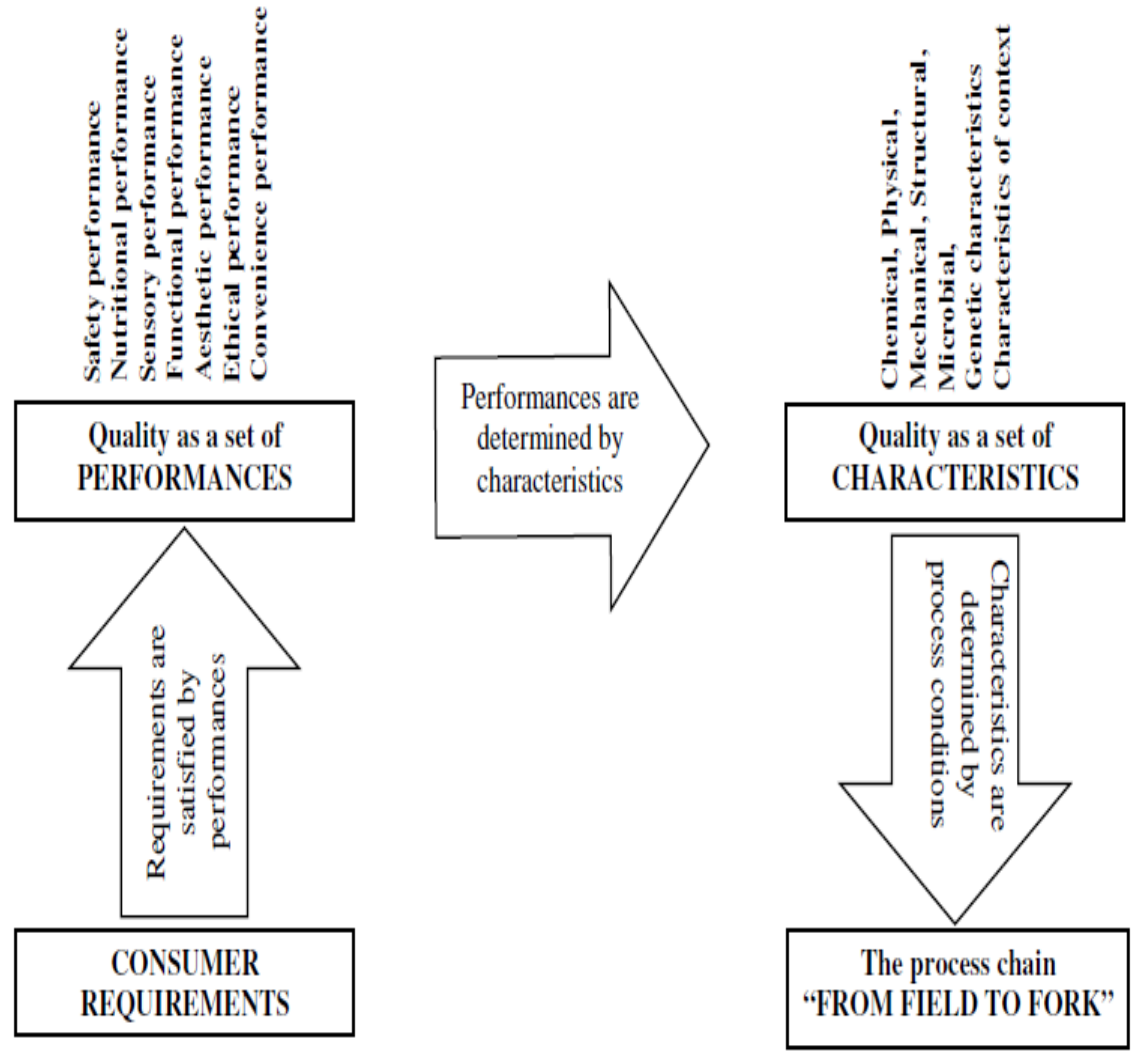 Safety performance
Nutritional performance
Sensory performance
Functional performance
Aesthetic performance
Ethical performance
Convenience performance
Quality as a set of
PERFORMANCES
Requirements are
satisfied by
performances
CONSUMER
REQUIREMENTS
Performances are
determined by
characteristics
Chemical, Physical,
Mechanical, Structural,
Microbial,
Genetic characteristics
Characteristics of context
Quality as a set of
CHARACTERISTICS
Characteristics are
determined by
process conditions
The process chain
“FROM FIELD TO FORK”